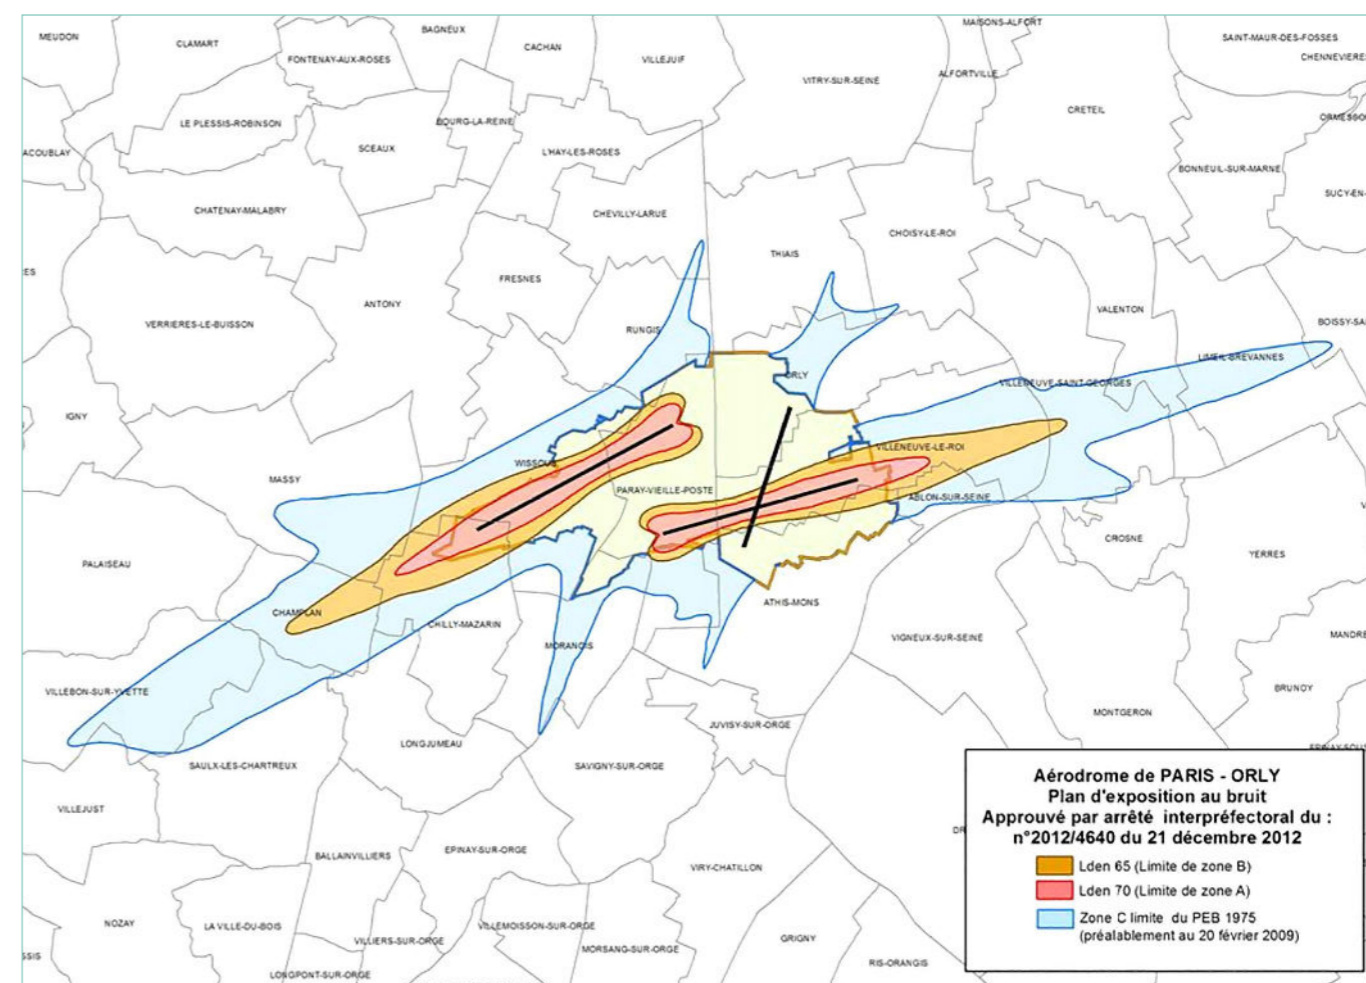 MAISONS-ALFORT
MEUDON
CLAMART
BAGNEUX
CACHAN
SAINT-MAUR-DES-FOSSES
FONTENAY-AUX-ROSES
VILLEJUIF
CHENNEVIERES
VITRY-SUR-SEINE
ALFORTVILLE
CRETEIL
LE PLESSIS-ROBINSON
BOURG-LA-REINE
SCEAUX
L'HAY-LES-ROSES
ACOUBLAY
BONNEUIL-SUR-MARNE
SUCY-EN-
CHATENAY-MALABRY
CHEVILLY-LARUE
CHOISY-LE-ROI
THIAIS
ES
FRESNES
ANTONY
VALENTON
VERRIERES-LE-BUISSON
RUNGIS
BOISSY-SAI
LIMEIL-BREVANNES
ORLY
VILLENEUVE-SAINT-GEORGES
IGNY
VILLENEUVE-LE-ROI
WISSOUS
MASSY
PARAY-VIEILLE-POSTE
ABLON-SUR-SEINE
CROSNE
YERRES
PALAISEAU
ATHIS-MONS
CHAMPLAN
CHILLY-MAZARIN
VIGNEUX-SUR-SEINE
MANDRE
MORANGIS
VILLEBON-SUR-YVETTE
BRUNOY
MONTGERON
JUVISY-SUR-ORGE
LONGJUMEAU
SAULX-LES-CHARTREUX
SAVIGNY-SUR-ORGE
VILLEJUST
DR
BALLAINVILLIERS
EPINAY-SUR-ORGE
VIRY-CHATILLON
NOZAY
LA VILLE-DU-BOIS
VILLEMOISSON-SUR-ORGE
VILLIERS-SUR-ORGE
GRIGNY
MORSANG-SUR-ORGE
SSIS
RIS-ORANGIS
LONGPONT-SUR-ORGE
Aérodrome de PARIS - ORLY
Plan d'exposition au bruit
Approuvé par arrêté interpréfectoral du :
n°2012/4640 du 21 décembre 2012
Lden 65 (Limite de zone B)
Lden 70 (Limite de zone A)
Zone C limite du PEB 1975
(préalablement au 20 février 2009)